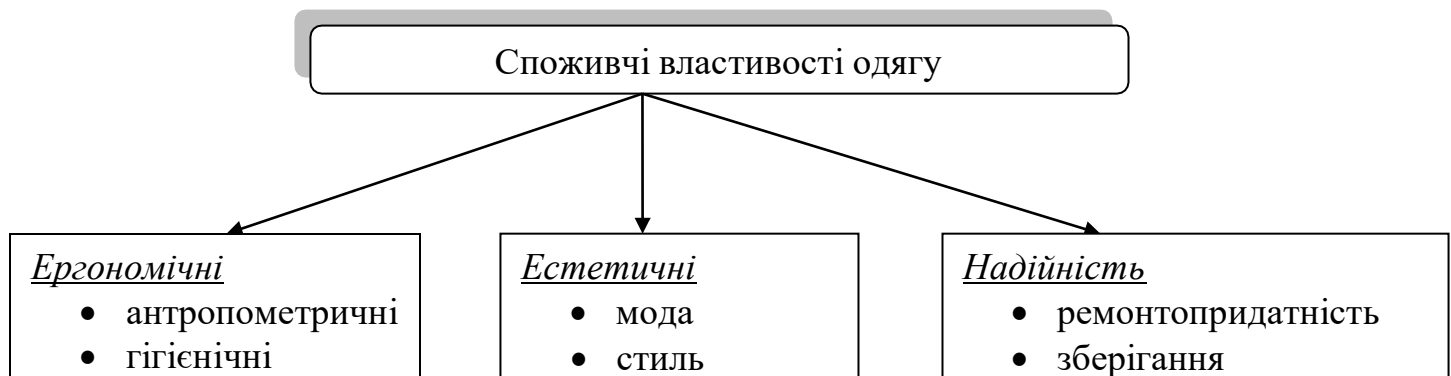 Споживчі властивості одягу
Ергономічні
• антропометричні
• гігієнічні
Естетичні
• мода
• стиль
Надійність
• ремонтопридатність
• зберігання